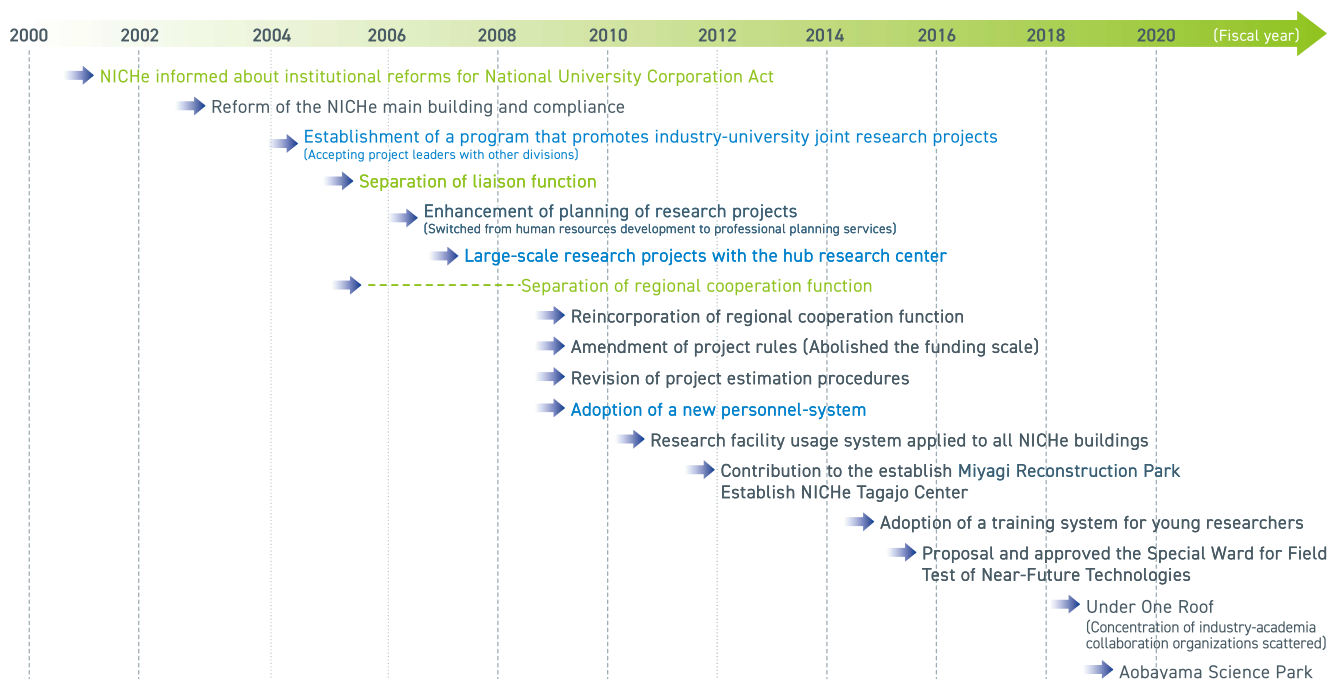 2000 2002 2004 2006 2008 2010 2012 2014 2016 2018 2020 (Fiscal year)
NICHe informed about institutional reforms for National University Corporation Act
Reform of the NICHe main building and compliance
Establishment of a program that promotes industry-university joint research projects
(Accepting project leaders with other divisions)
Separation of liaison function
Enhancement of planning of research projects
(Switched from human resources development to professional planning services)
Large-scale research projects with the hub research center
Separation of regional cooperation function
Reincorporation of regional cooperation function
Amendment of project rules (Abolished the funding scale)
Revision of project estimation procedures
Adoption of a new personnel-system
Research facility usage system applied to all NICHe buildings
Contribution to the establish Miyagi Reconstruction Park
Establish NICHe Tagajo Center
Adoption of a training system for young researchers
Proposal and approved the Special Ward for Field
Test of Near-Future Technologies
Under One Roof
(Concentration of industry-academia
collaboration organizations scattered)
Aobayama Science Park